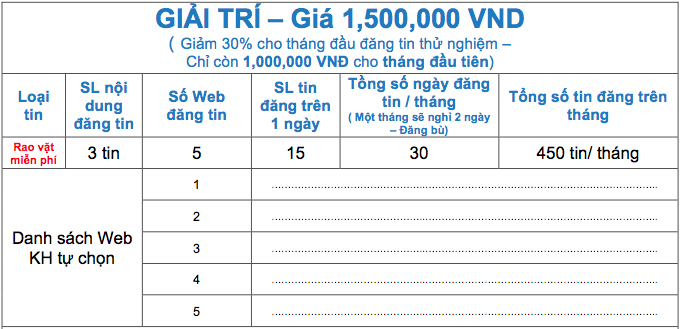 GIẢI TRÍ – Giá 1,500,000 VND
( Giảm 30% cho tháng đầu đăng tin thử nghiệm –
Chỉ còn 1,000,000 VNĐ cho tháng đầu tiên)
Loại
tin
SL nội
dung
đăng tin
Số Web
đăng tin
SL tin
đăng trên
1 ngày
Tổng số ngày đăng
tin / tháng
( Một tháng sẽ nghỉ 2 ngày
– Đăng bù)
Tổng số tin đăng trên
tháng
Rao vặt
miễn phí
3 tin
5
15
30
450 tin/ tháng
Danh sách Web
KH tự chọn
1
2
3
4
5